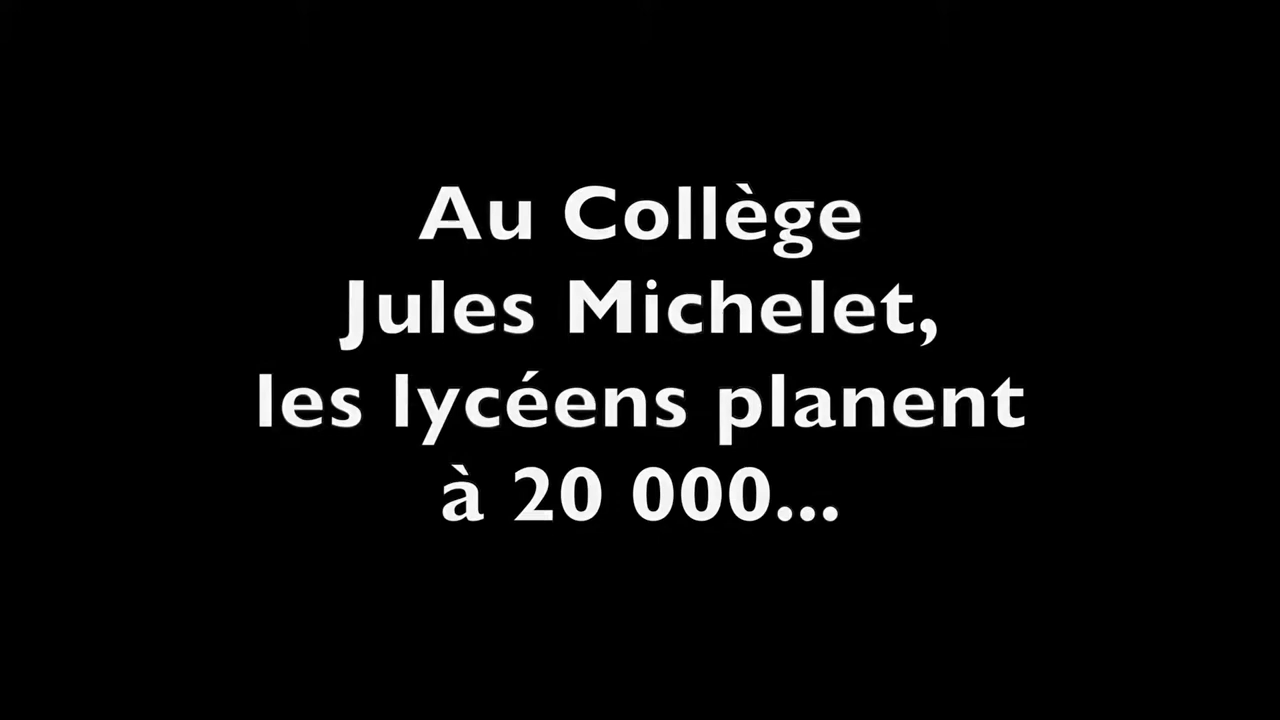 Au Collège
Jules Michelet,
les lycéens planent
à 20 000...